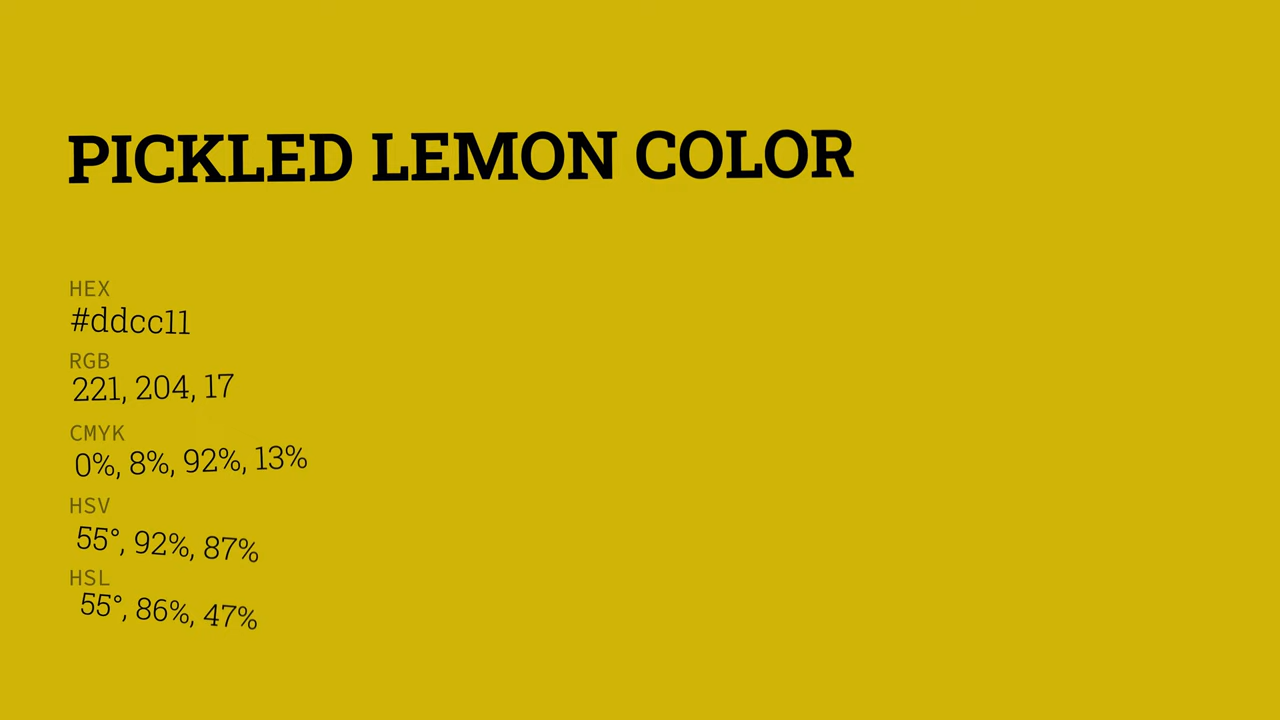 PICKLED LEMON COLOR
HEX
#ddcc11
RGB
221, 204, 17
CMYK
0%, 8%, 92%, 13%
HSV
55°, 92%, 87%
HSL
55°, 86%, 47%